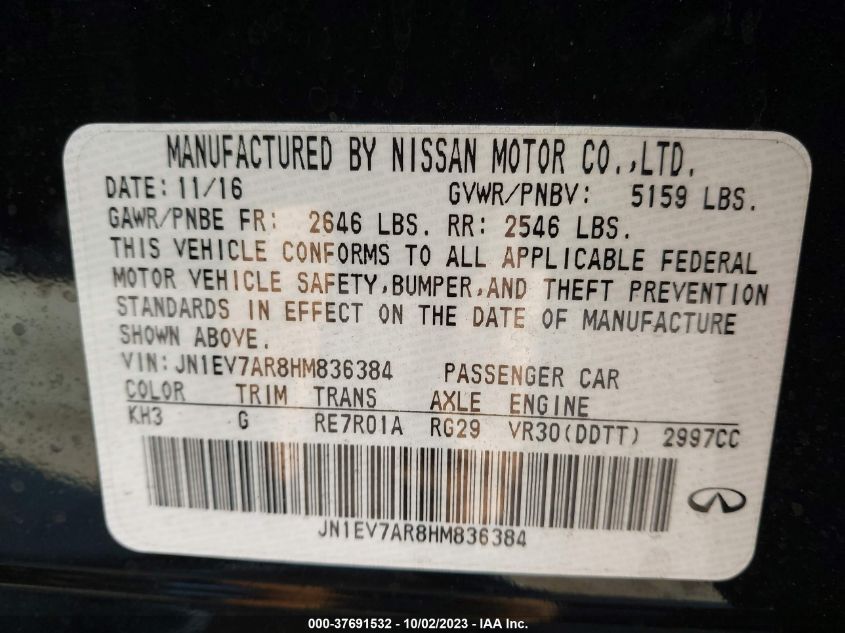 MANUFACTURED BY NISSAN MOTOR CO.,LTD.
DATE: 11/16 GVWR/PNBV: 5159 LBS.
GAWR/PNBE FR: 2646 LBS. RR: 2546 LBS.
THIS VEHICLE CONFORMS TO ALL APPLICABLE FEDERAL
MOTOR VEHICLE SAFETY,BUMPER,AND THEFT PREVENTION
STANDARDS IN EFFECT ON THE DATE OF MANUFACTURE
SHOWN ABOVE.
VIN: JN1EV7AR8HM836384 PASSENGER CAR
COLOR TRIM TRANS AXLE ENGINE
KH3 G RE7R01A RG29 VR30(DDTT) 2997CC
JN1EV7AR8HM836384
000-37691532 - 10/02/2023 - IAA Inc.